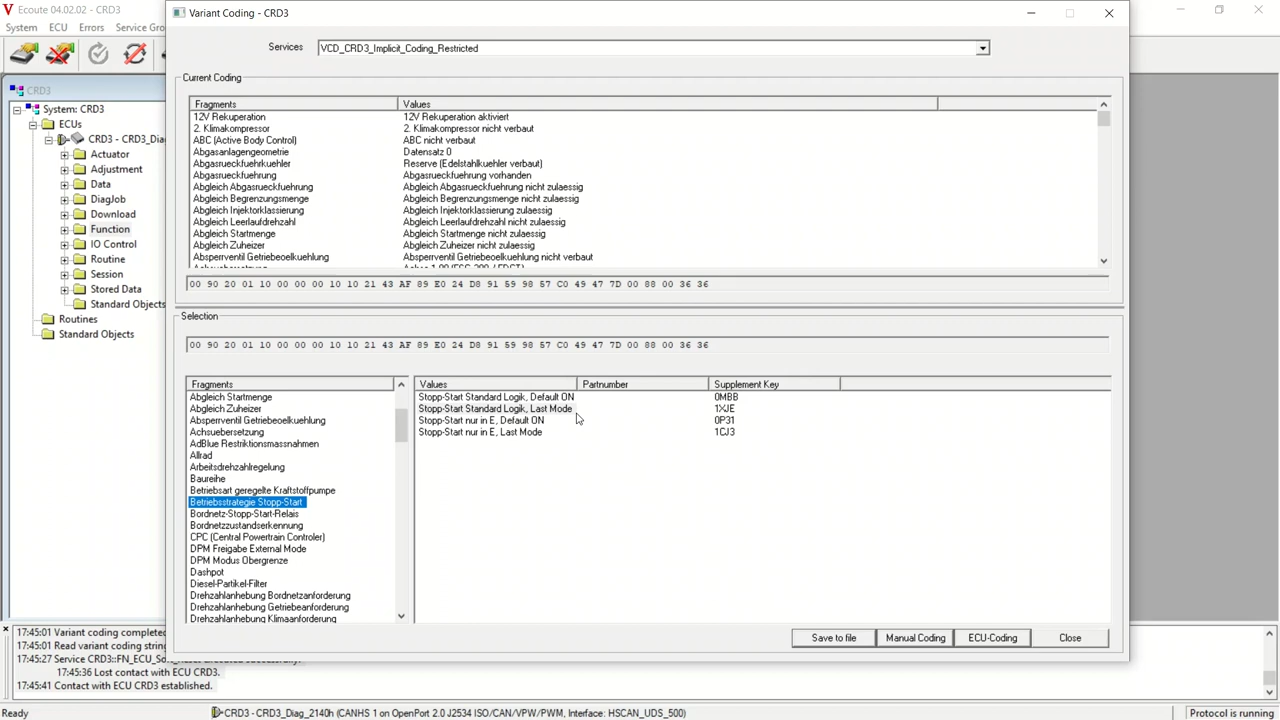 Ecoute 04.02.02 - CRD3
System ECU Errors Service Gro
Variant Coding - CRD3
Services VCD_CRD3_Implicit_Coding_Restricted
CRD3
System: CRD3
ECUs
CRD3 - CRD3_Dia
Actuator
Adjustment
Data
DiagJob
Download
Function
IO Control
Routine
Session
Stored Data
Standard Objects
Routines
Standard Objects
Current Coding
Fragments Values
12V Rekuperation 12V Rekuperation aktiviert
2. Klimakompressor 2. Klimakompressor nicht verbaut
ABC (Active Body Control) ABC nicht verbaut
Abgasanlagengeometrie Datensatz 0
Abgasrueckfuehrkuehler Reserve (Edelstahlkuehler verbaut)
Abgasrueckfuehrung Abgasrueckfuehrung vorhanden
Abgleich Abgasrueckfuehrung Abgleich Abgasrueckfuehrung nicht zulaessig
Abgleich Begrenzungsmenge Abgleich Begrenzungsmenge nicht zulaessig
Abgleich Injektorklassierung Abgleich Injektorklassierung zulaessig
Abgleich Leerlaufdrehzahl Abgleich Leerlaufdrehzahl nicht zulaessig
Abgleich Startmenge Abgleich Startmenge nicht zulaessig
Abgleich Zuheizer Abgleich Zuheizer nicht zulaessig
Absperrventil Getriebeoelkuehlung Absperrventil Getriebeoelkuehlung nicht verbaut
00 90 20 01 10 00 00 00 10 10 21 43 AF 89 E0 24 D8 91 59 98 57 C0 49 47 7D 00 88 00 36 36
Selection
00 90 20 01 10 00 00 00 10 10 21 43 AF 89 E0 24 D8 91 59 98 57 C0 49 47 7D 00 88 00 36 36
Fragments
Abgleich Startmenge
Abgleich Zuheizer
Absperrventil Getriebeoelkuehlung
Achsuebersetzung
AdBlue Restriktionsmassnahmen
Allrad
Arbeitsdrehzahlregelung
Baureihe
Betriebsart geregelte Kraftstoffpumpe
Betriebsstrategie Stopp-Start
Bordnetz-Stopp-Start-Relais
Bordnetzzustandserkennung
CPC (Central Powertrain Controler)
DPM Freigabe External Mode
DPM Modus Obergrenze
Dashpot
Diesel-Partikel-Filter
Drehzahlanhebung Bordnetzanforderung
Drehzahlanhebung Getriebeanforderung
Drehzahlanhebung Klimaanforderung
Values Partnumber Supplement Key
Stopp-Start Standard Logik, Default ON 0MBB
Stopp-Start Standard Logik, Last Mode 1XJE
Stopp-Start nur in E, Default ON 0P31
Stopp-Start nur in E, Last Mode 1CJ3
Save to file Manual Coding ECU-Coding Close
17:45:01 Variant coding completed
17:45:01 Read variant coding string
17:45:27 Service CRD3::FN_ECU_Sof
17:45:36 Lost contact with ECU CRD3.
17:45:41 Contact with ECU CRD3 established.
Ready CRD3 - CRD3_Diag_2140h (CANHS 1 on OpenPort 2.0 J2534 ISO/CAN/VPW/PWM, Interface: HSCAN_UDS_500) Protocol is running